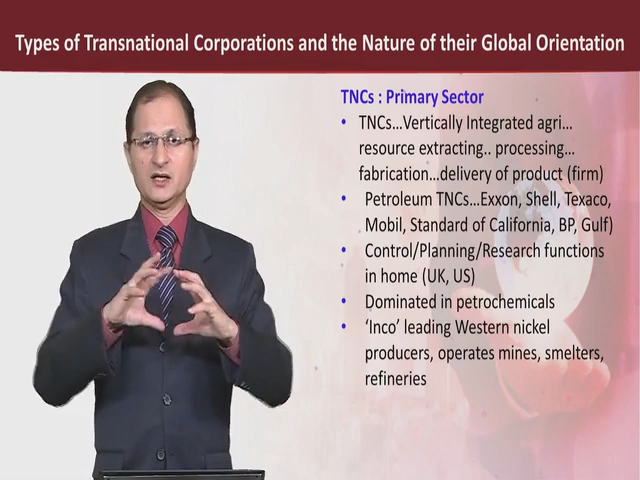 Types of Transnational Corporations and the Nature of their Global Orientation
TNCs : Primary Sector
• TNCs...Vertically Integrated agri...
resource extracting.. processing...
fabrication...delivery of product (firm)
• Petroleum TNCs...Exxon, Shell, Texaco,
Mobil, Standard of California, BP, Gulf)
• Control/Planning/Research functions
in home (UK, US)
• Dominated in petrochemicals
• ‘Inco’ leading Western nickel
producers, operates mines, smelters,
refineries